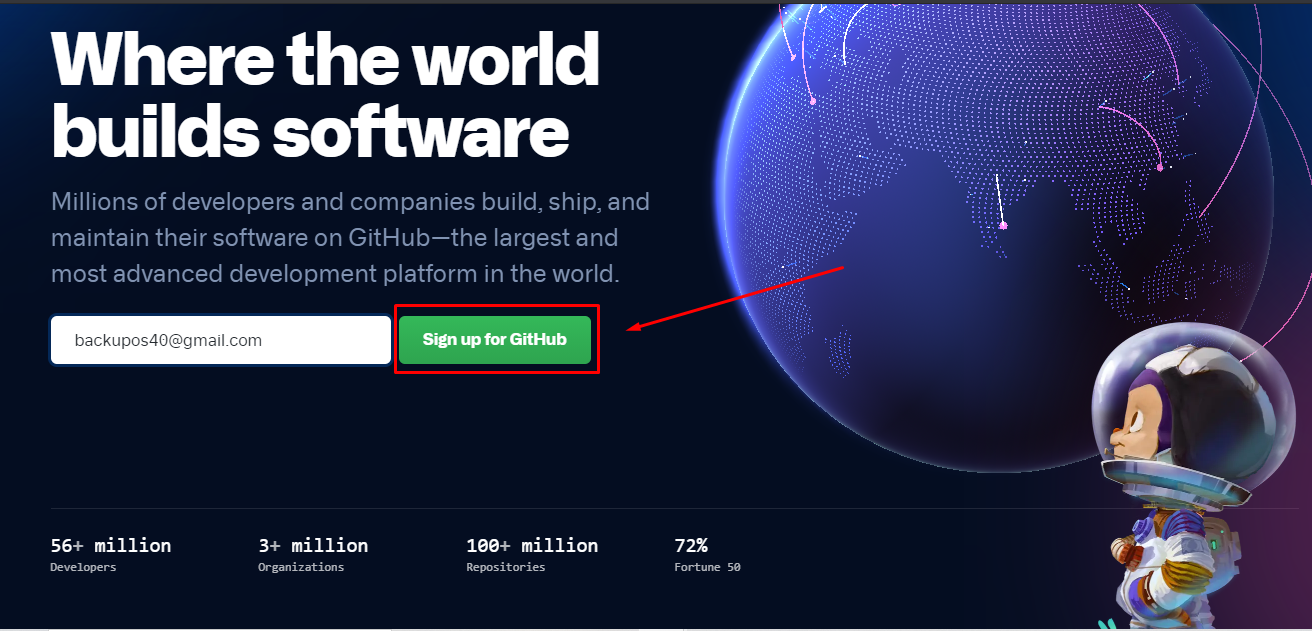 Where the world
builds software
Millions of developers and companies build, ship, and
maintain their software on GitHub—the largest and
most advanced development platform in the world.
backupos40@gmail.com
Sign up for GitHub
56+ million
Developers
3+ million
Organizations
100+ million
Repositories
72%
Fortune 50